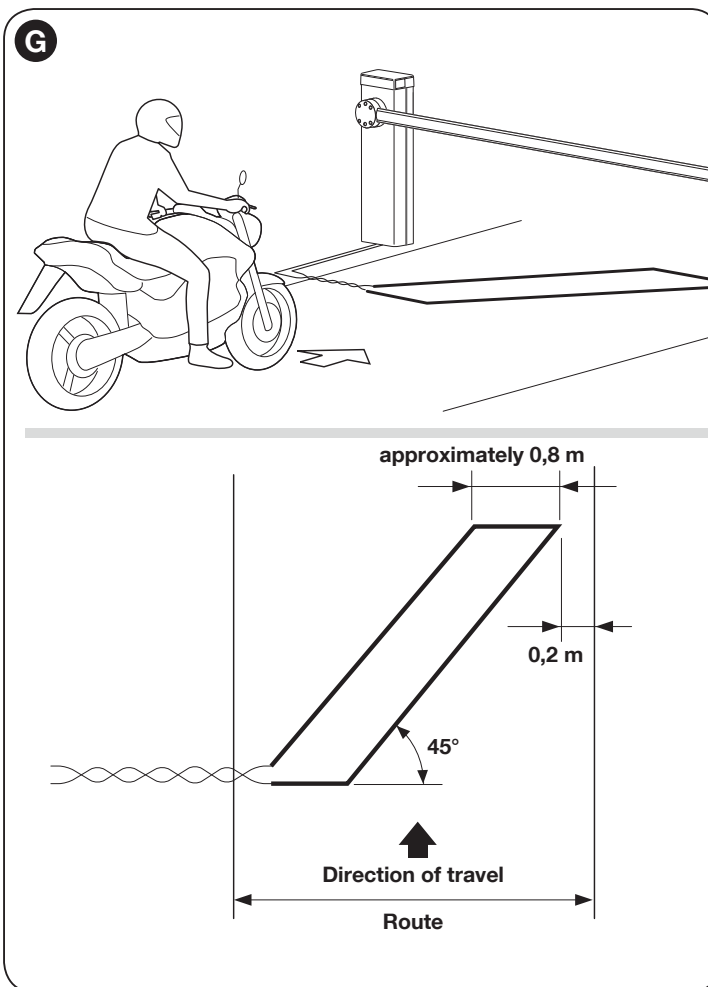 G
approximately 0,8 m
0,2 m
45°
Direction of travel
Route